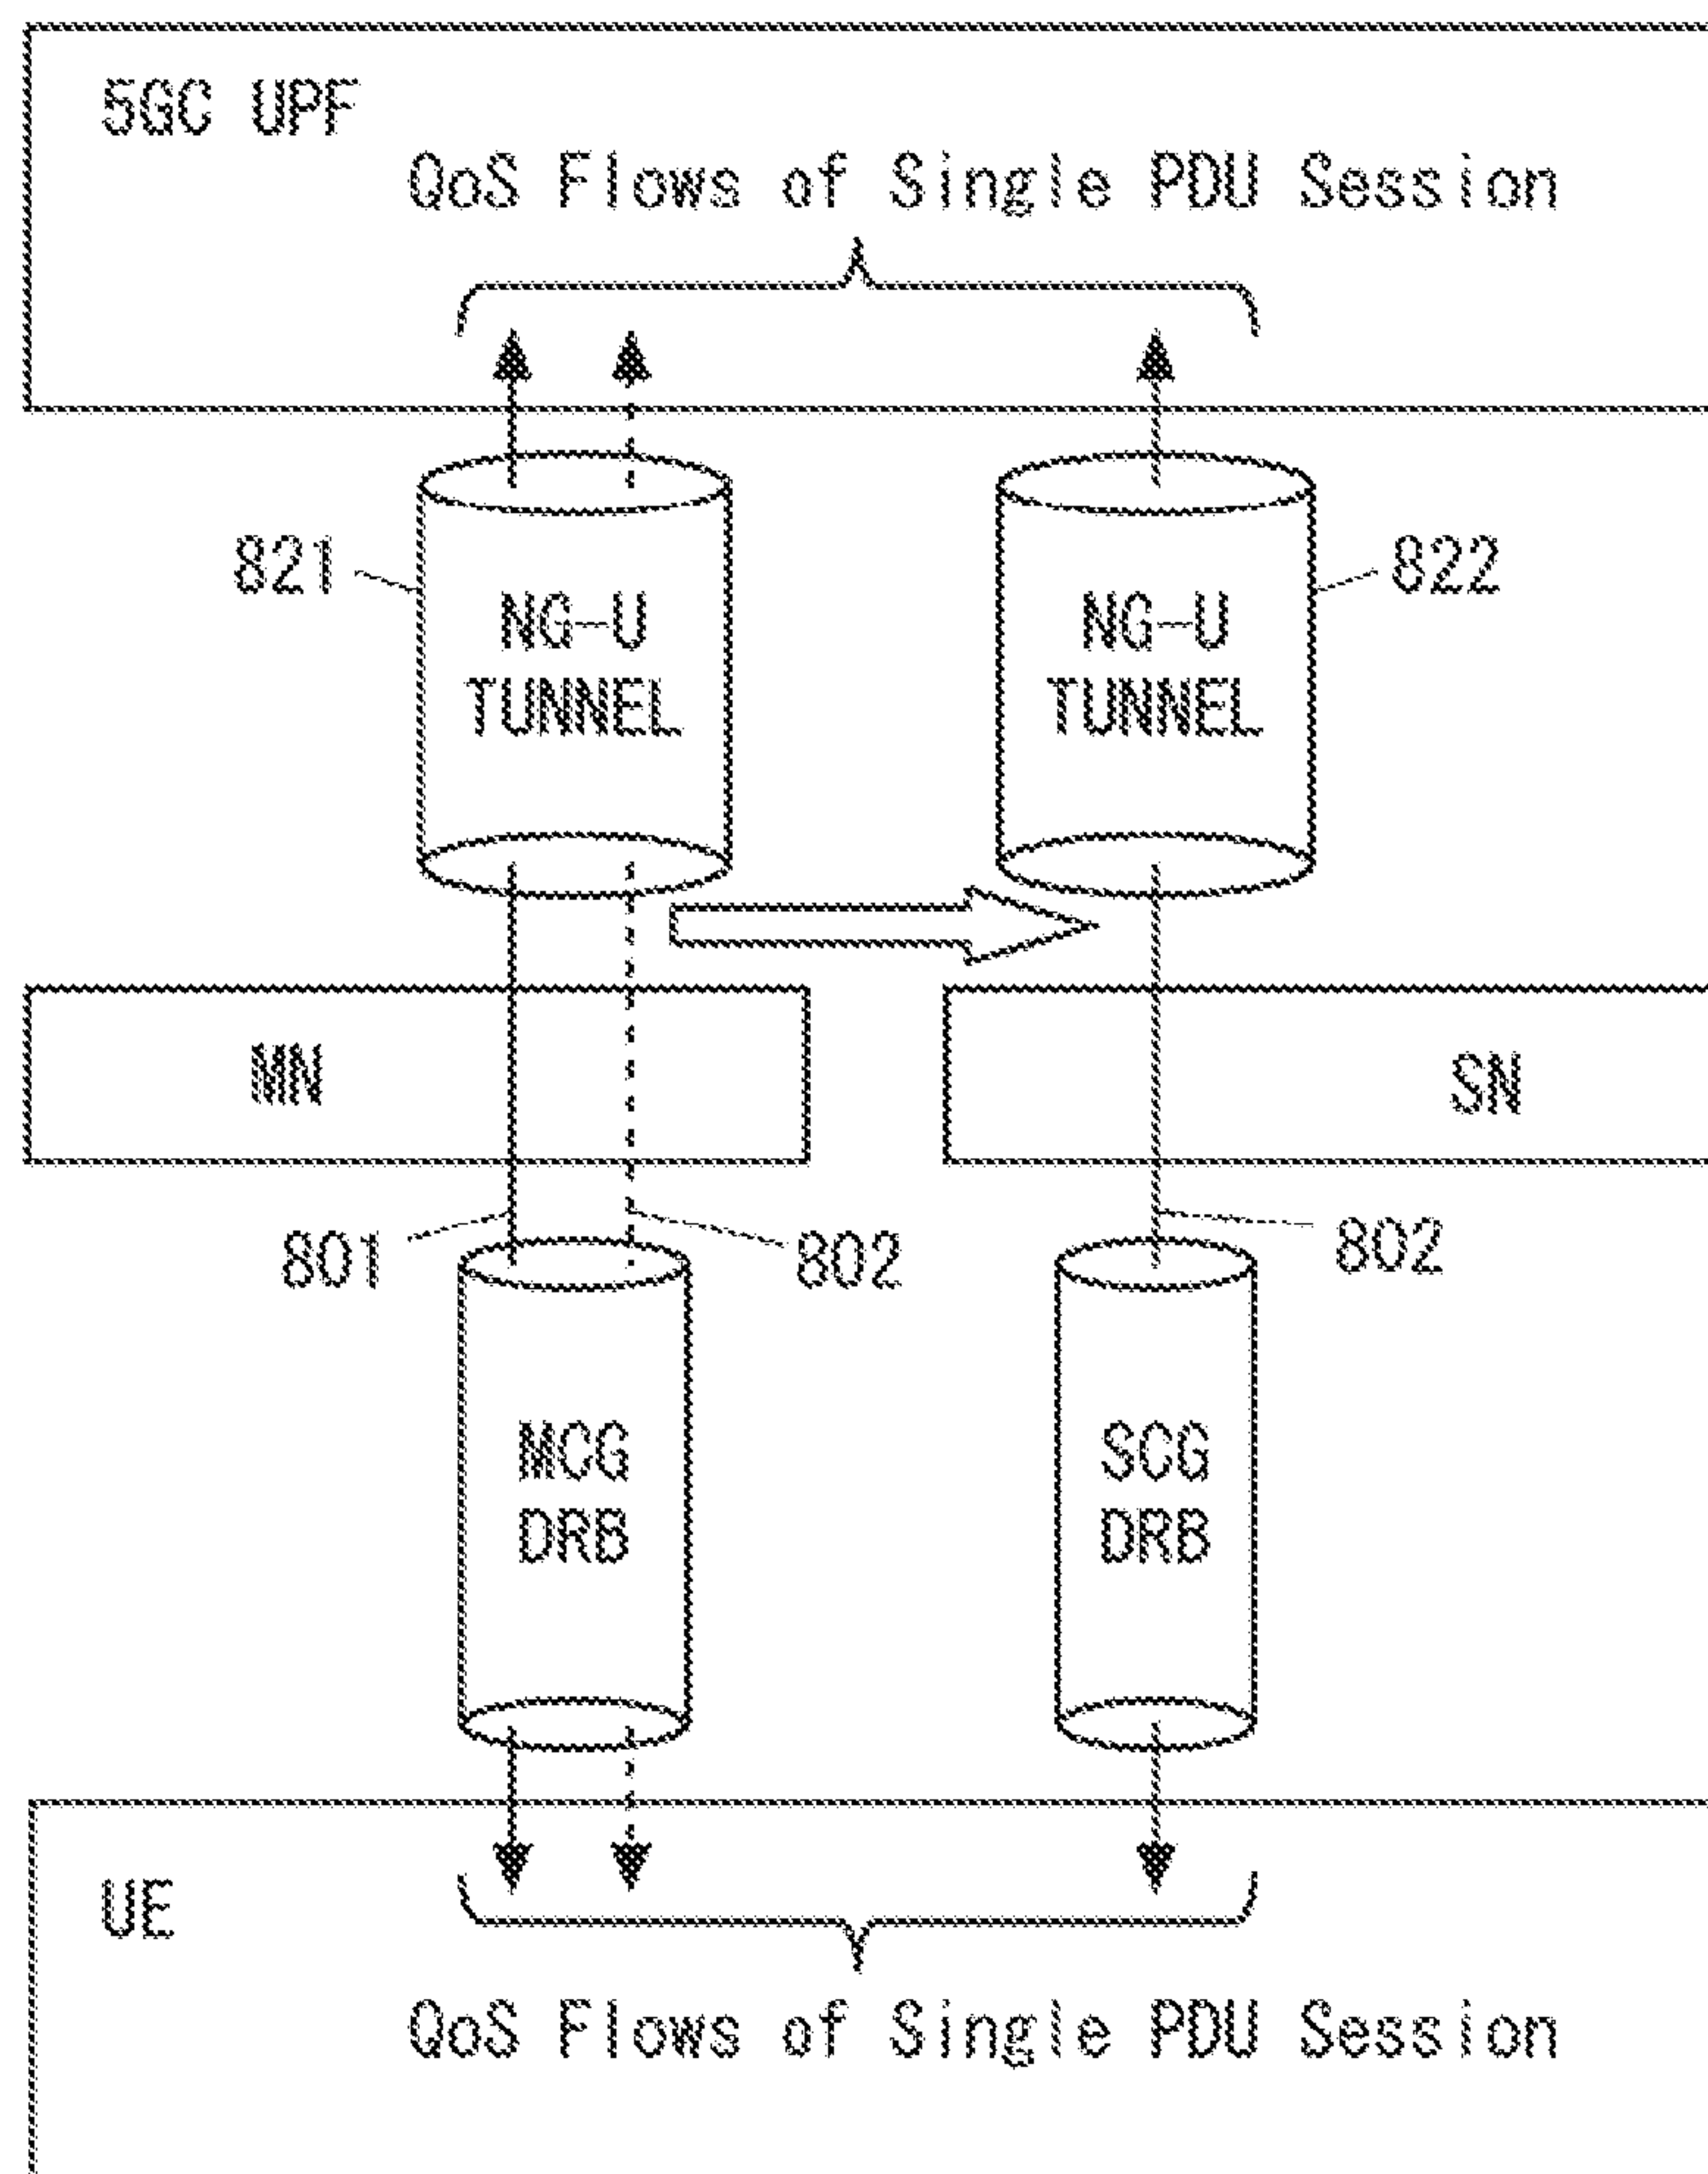 5GC UPF
QoS Flows of Single PDU Session
821
NG-U
TUNNEL
NG-U
TUNNEL
822
MN
SN
801
802
802
MCG
DRB
SCG
DRB
UE
QoS Flows of Single PDU Session